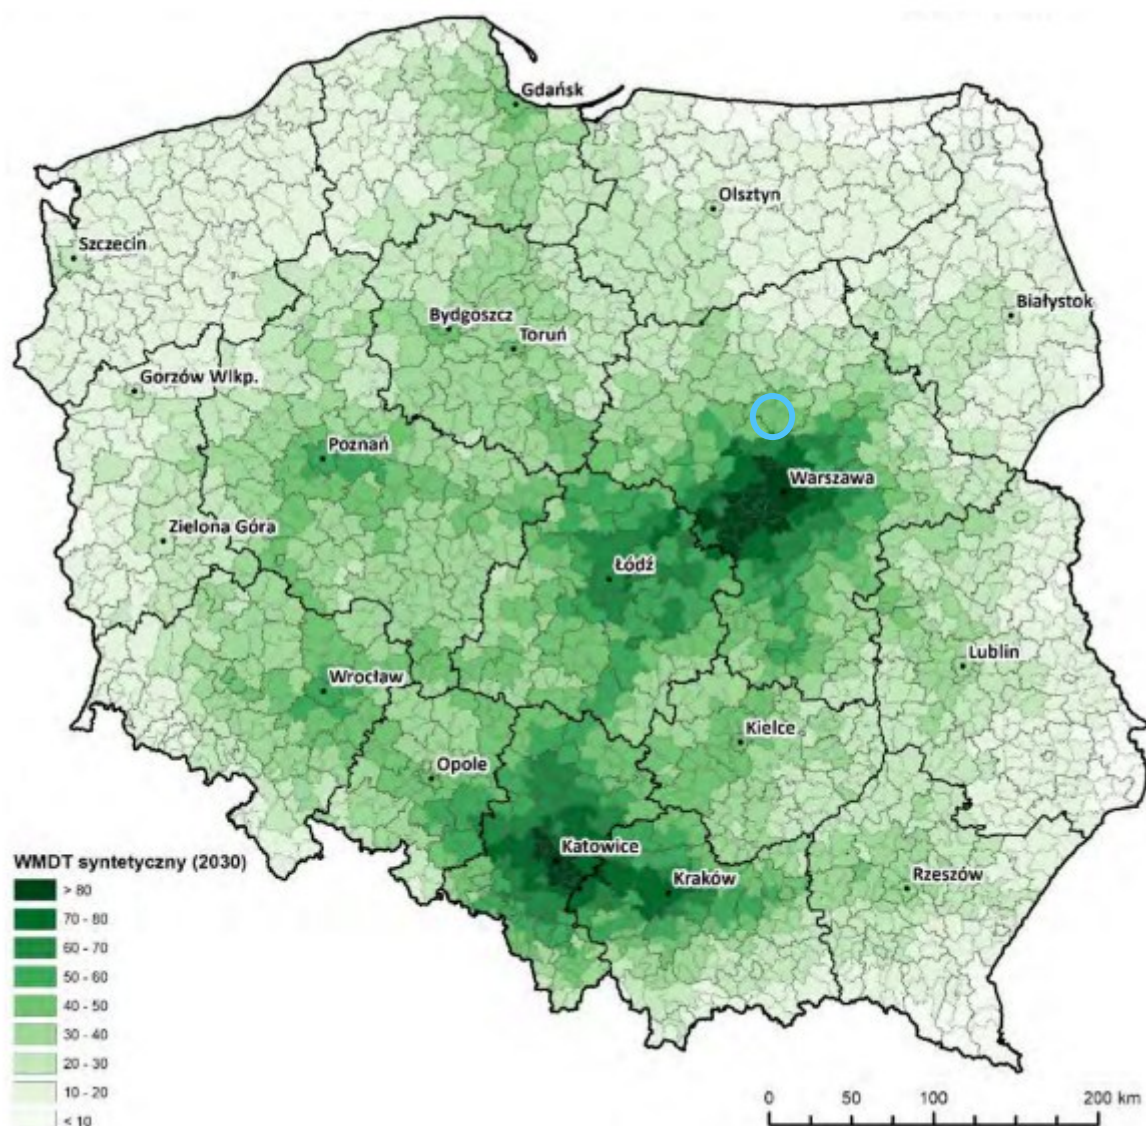 Gdańsk
Olsztyn
Szczecin
Białystok
Bydgoszcz
Toruń
Gorzów Wlkp.
Poznań
Warszawa
Zielona Góra
Łódź
Lublin
Wrocław
Kielce
Opole
Katowice
Kraków
Rzeszów
WMDT syntetyczny (2030)
> 80
70 - 80
60 - 70
50 - 60
40 - 50
30 - 40
20 - 30
10 - 20
< 10
0 50 100 200 km